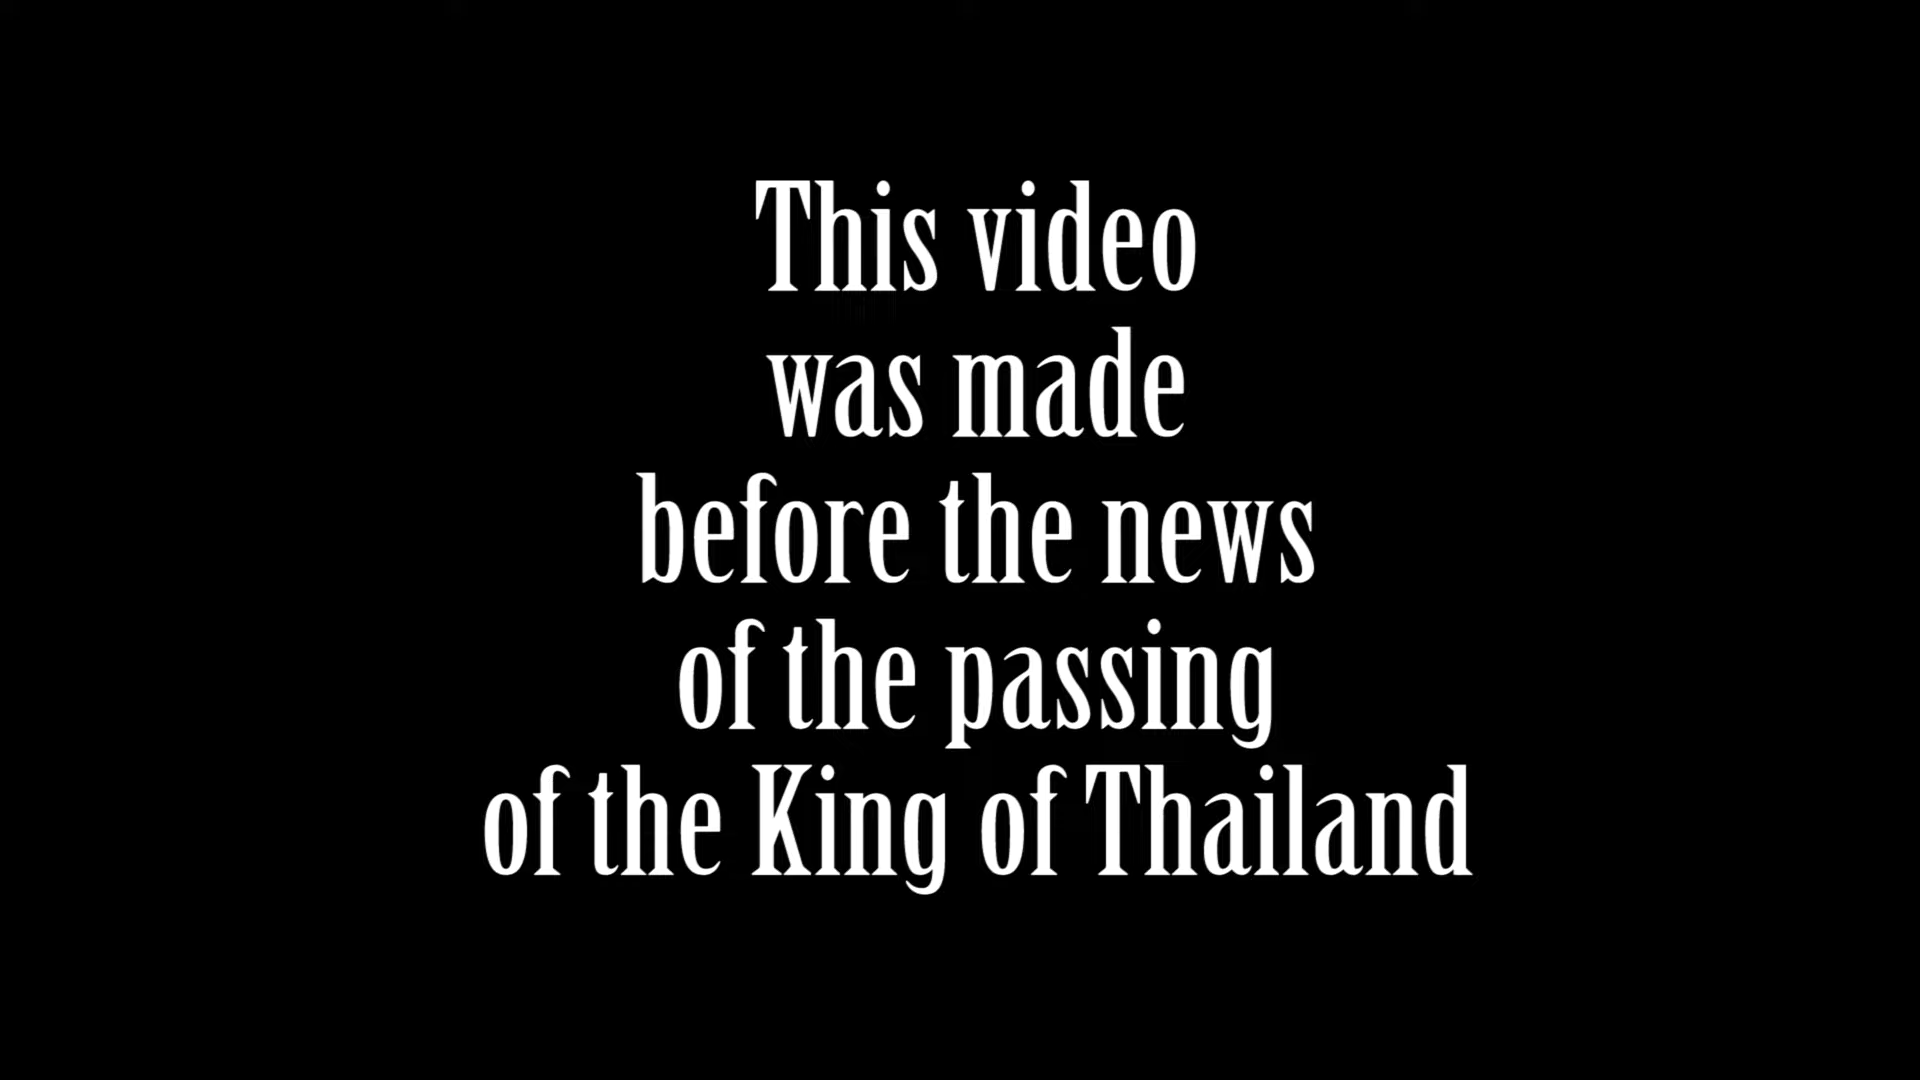 This video
was made
before the news
of the passing
of the King of Thailand